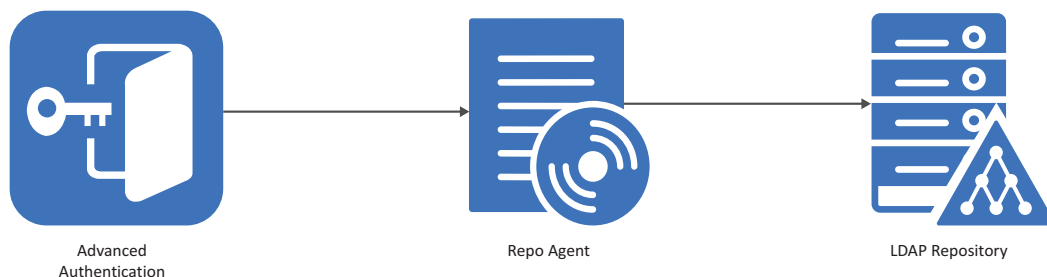 Advanced
Authentication
Repo Agent
LDAP Repository